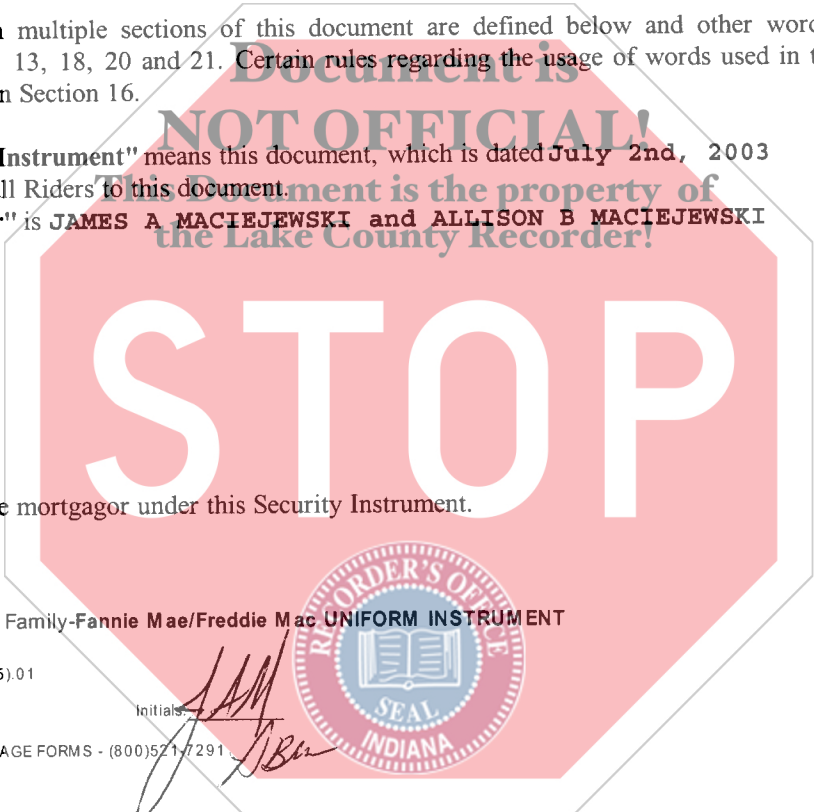 multiple sections of this document are defined below and other word
13, 18, 20 and 21. Certain rules regarding the usage of words used in t
n Section 16.
Document is
NOT OFFICIAL!
This Document is the property of
the Lake County Recorder!
Instrument" means this document, which is dated July 2nd, 2003
ll Riders to this document.
" is JAMES A MACIEJEWSKI and ALLISON B MACIEJEWSKI
STOP
e mortgagor under this Security Instrument.
Family-Fannie Mae/Freddie Mac UNIFORM INSTRUMENT
).01
Initials:
JAM
ABM
AGE FORMS - (800)521-7291
RECORDER'S OFFICE
SEAL
INDIANA